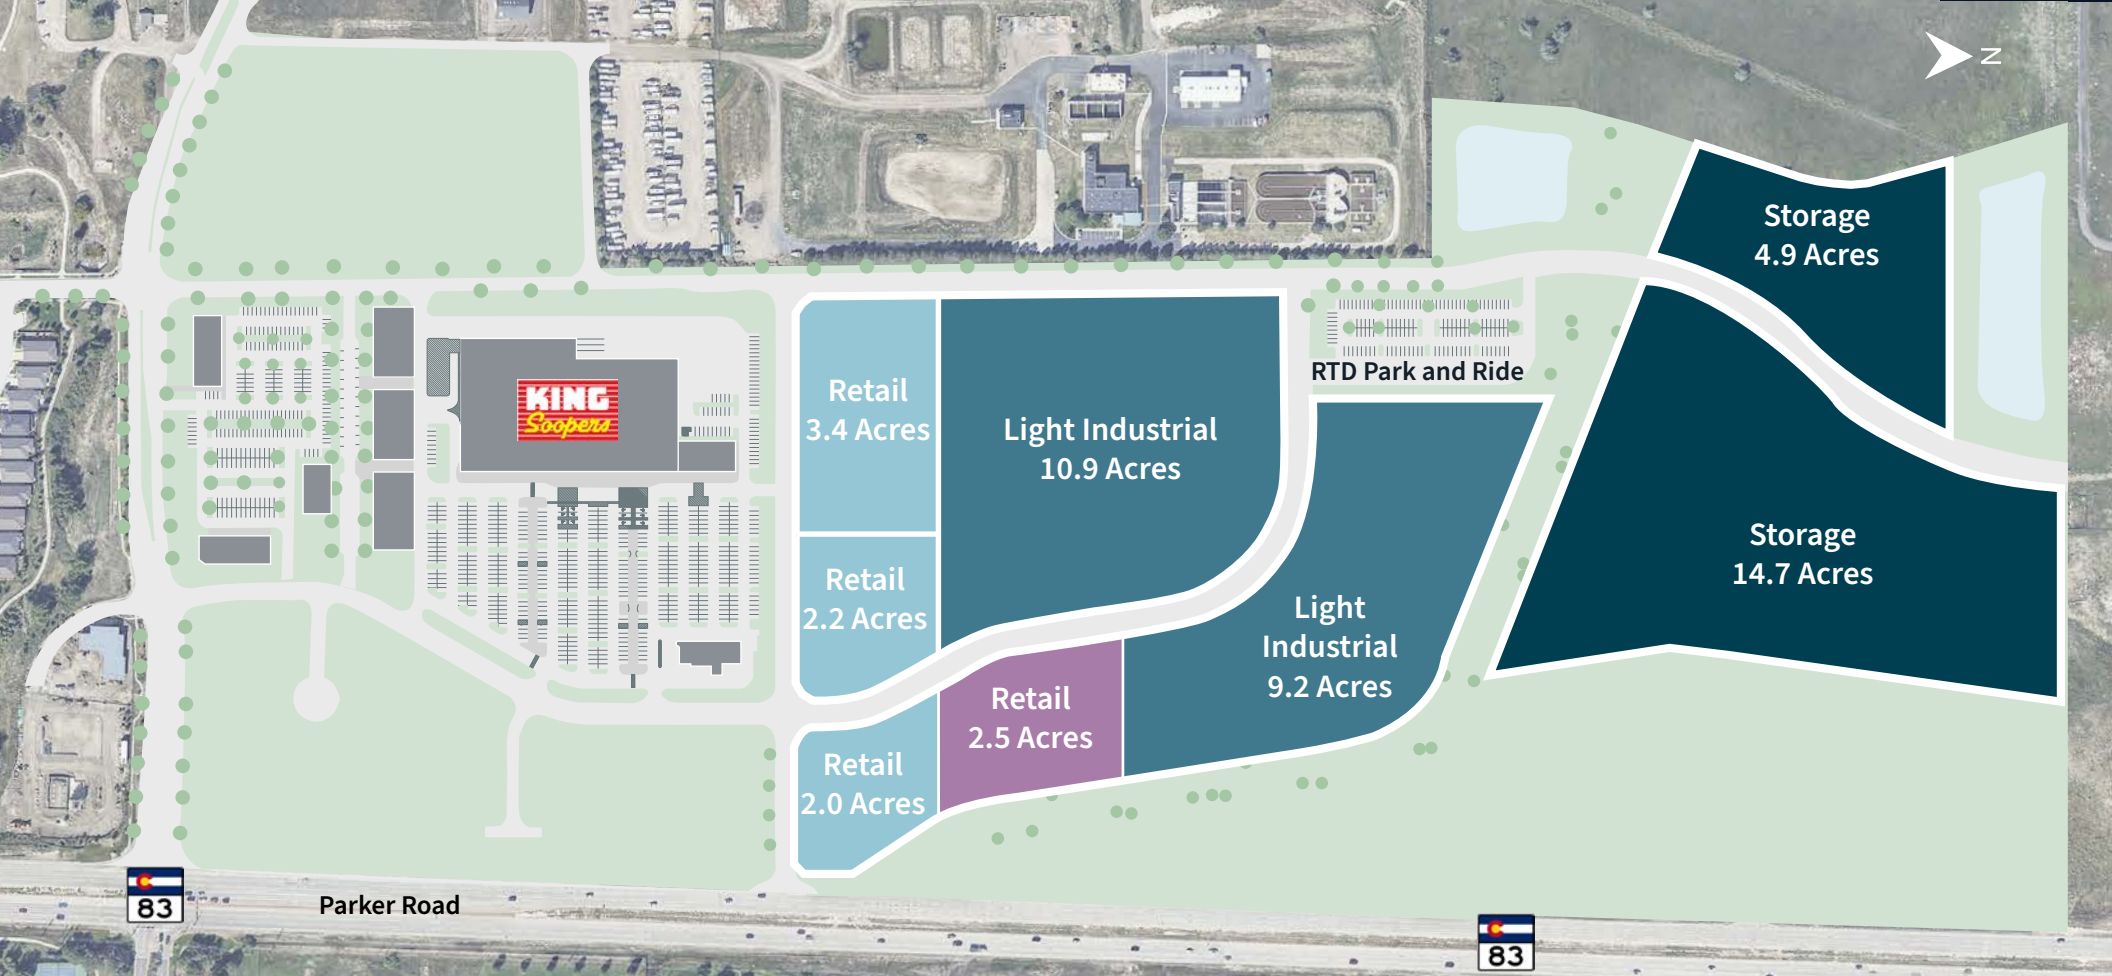 N
Storage
4.9 Acres
RTD Park and Ride
KING
Soopers
Retail
3.4 Acres
Light Industrial
10.9 Acres
Storage
14.7 Acres
Retail
2.2 Acres
Light
Industrial
9.2 Acres
Retail
2.5 Acres
Retail
2.0 Acres
83
Parker Road
83